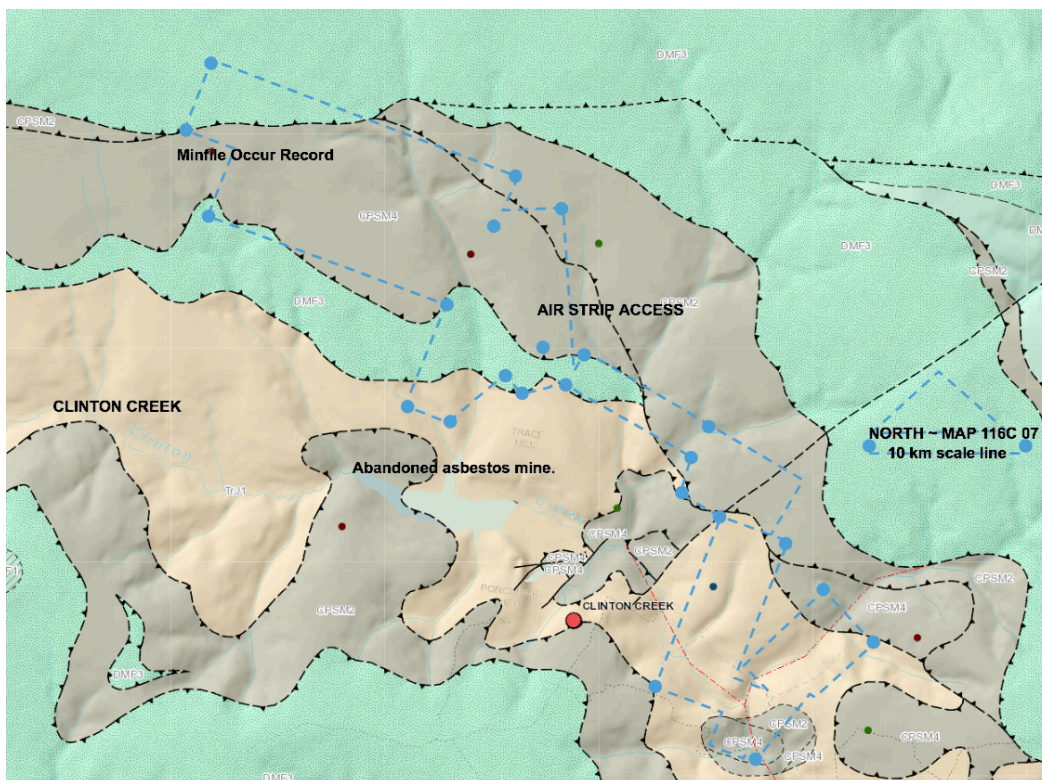 DMF3
CPSM2
Minfile Occur Record
DMF3
CPSM4
DMF3
CPSM2
DMF3
CPSM2
AIR STRIP ACCESS
CLINTON CREEK
NORTH ~ MAP 116C 07
10 km scale line
Clinton
TRACE
HILL
Abandoned asbestos mine.
TrJ1
Creek
CPSM4
CPSM2
CPSM4
CPSM4
CPSM2
CPSM4
CPSM2
CLINTON CREEK
CPSM4
DMF3
CPSM2
CPSM4
CPSM4
CPSM4
DMF3